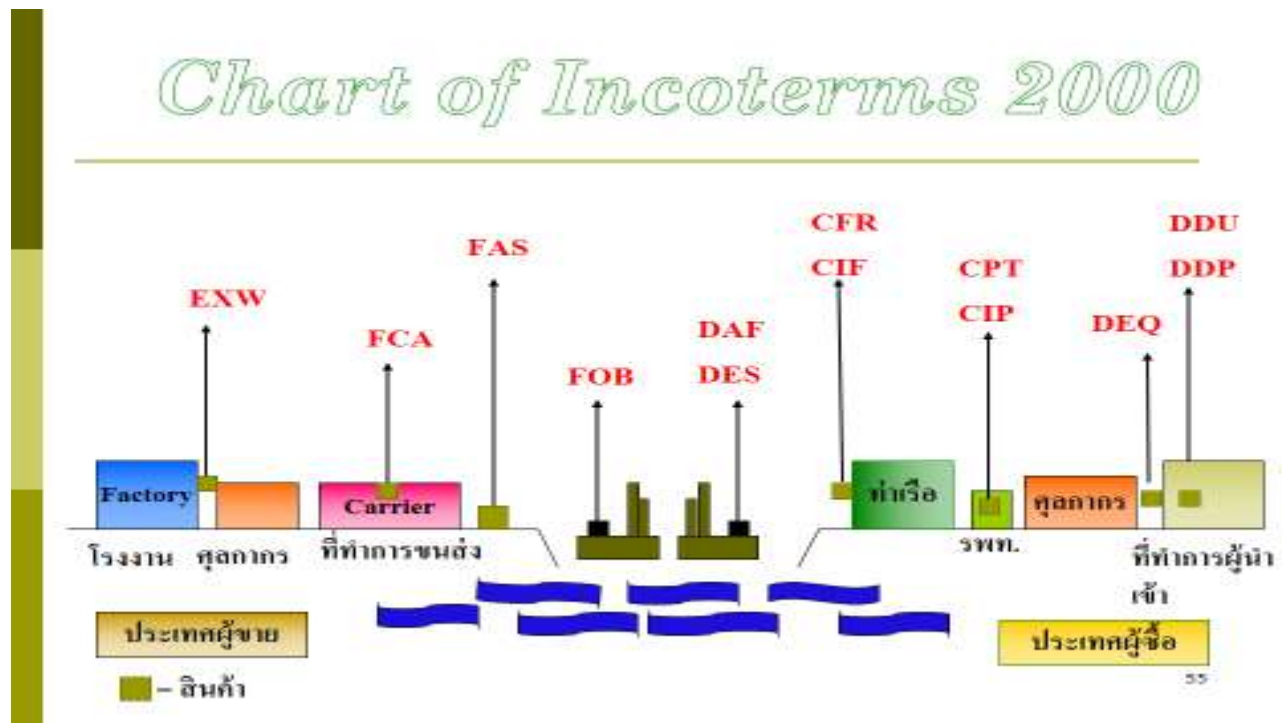 Chart of Incoterms 2000
EXW
FCA
FAS
FOB
DAF
DES
CFR
CIF
CPT
CIP
DEQ
DDU
DDP
Factory
Carrier
ท่าเรือ
ศุลกากร
โรงงาน
ศุลกากร
ที่ทำการขนส่ง
รพท.
ที่ทำการผู้นำ
เข้า
ประเทศผู้ขาย
ประเทศผู้ซื้อ
– สินค้า
55